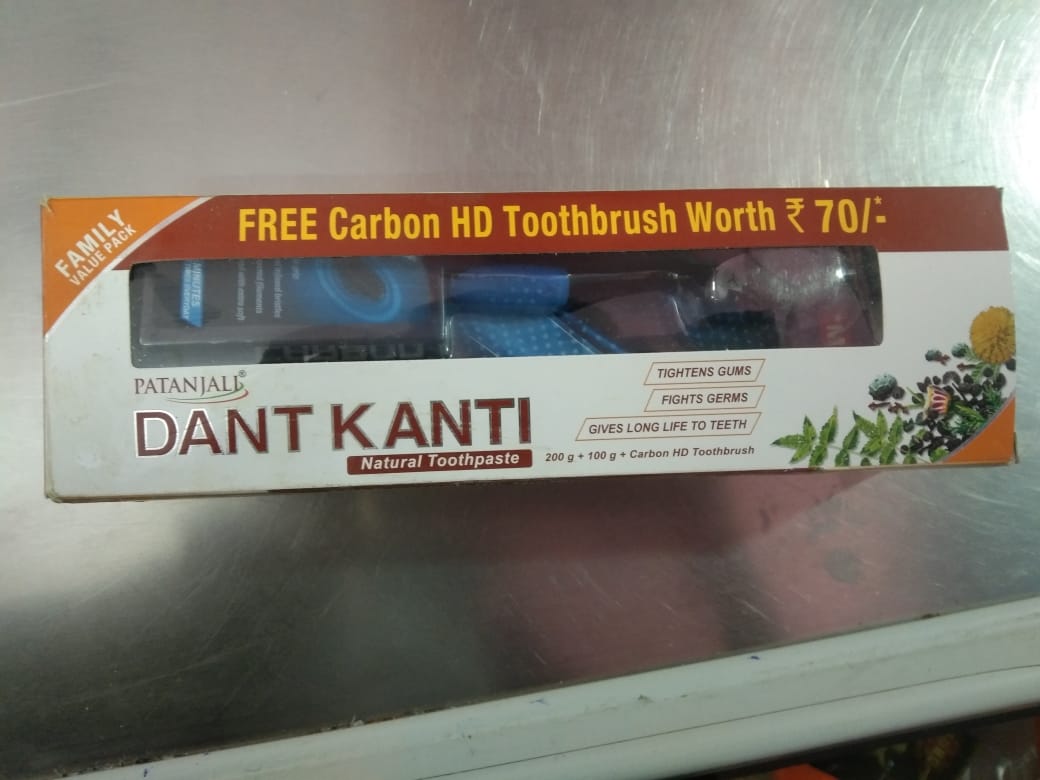 FAMILY
VALUE PACK
FREE Carbon HD Toothbrush Worth ₹ 70/-*
PATANJALI®
DANT KANTI
Natural Toothpaste
TIGHTENS GUMS
FIGHTS GERMS
GIVES LONG LIFE TO TEETH
200 g + 100 g + Carbon HD Toothbrush